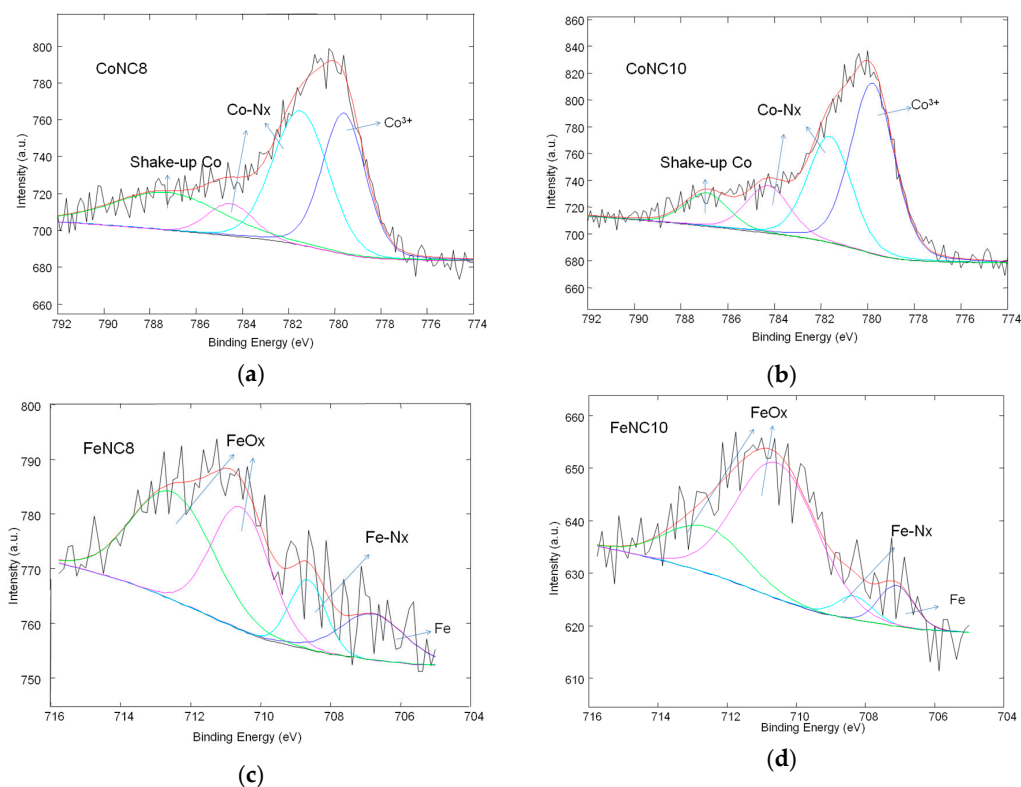 CoNC8
Co-Nx
Co³⁺
Shake-up Co
Intensity (a.u.)
800
780
760
740
720
700
680
660
792 790 788 786 784 782 780 778 776 774
Binding Energy (eV)
(a)
CoNC10
Co-Nx
Co³⁺
Shake-up Co
Intensity (a.u.)
860
840
820
800
780
760
740
720
700
680
660
792 790 788 786 784 782 780 778 776 774
Binding Energy (eV)
(b)
FeNC8
FeOx
Fe-Nx
Fe
Intensity (a.u.)
800
790
780
770
760
750
716 714 712 710 708 706 704
Binding Energy (eV)
(c)
FeNC10
FeOx
Fe-Nx
Fe
Intensity (a.u.)
660
650
640
630
620
610
716 714 712 710 708 706 704
Binding Energy (eV)
(d)